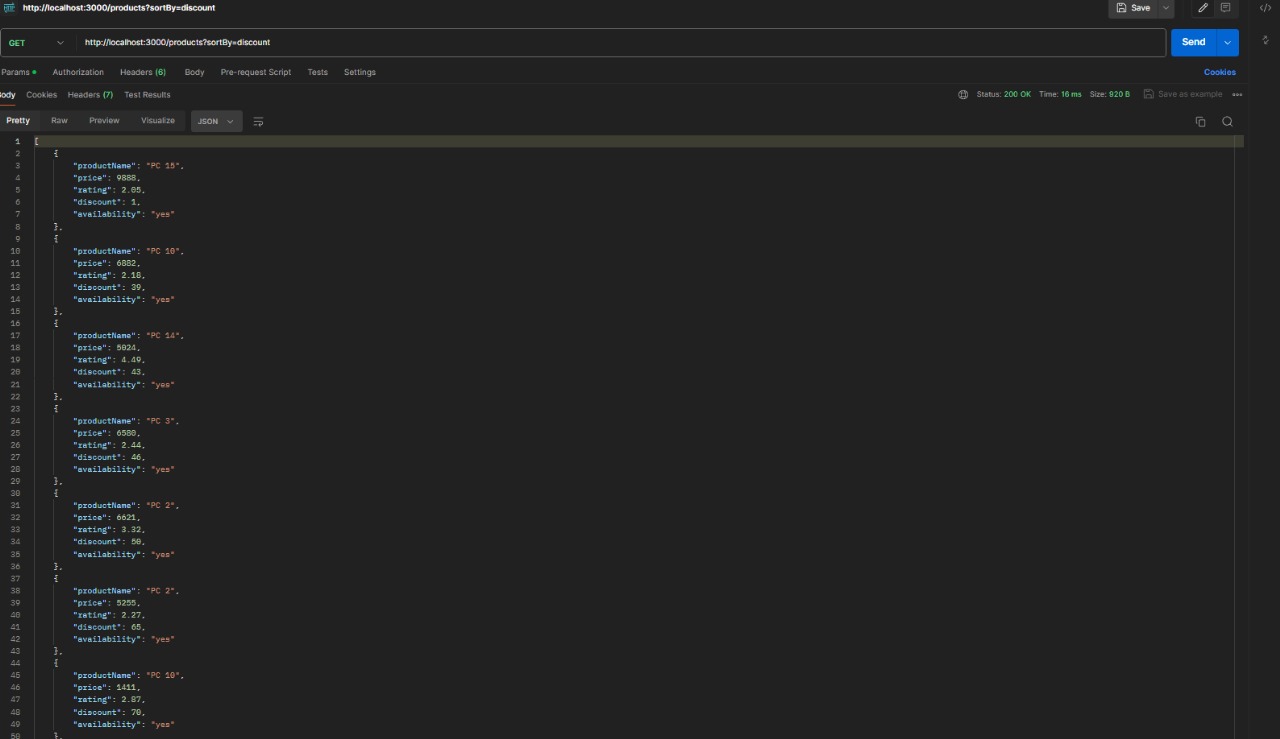 http://localhost:3000/products?sortBy=discount
Save
GET
http://localhost:3000/products?sortBy=discount
Send
Params
Authorization
Headers (6)
Body
Pre-request Script
Tests
Settings
Cookies
Body
Cookies
Headers (7)
Test Results
Status: 200 OK
Time: 16 ms
Size: 920 B
Save as example
Pretty
Raw
Preview
Visualize
JSON
1 [
2 {
3 "productName": "PC 15",
4 "price": 9888,
5 "rating": 2.05,
6 "discount": 1,
7 "availability": "yes"
8 },
9 {
10 "productName": "PC 10",
11 "price": 6882,
12 "rating": 2.18,
13 "discount": 39,
14 "availability": "yes"
15 },
16 {
17 "productName": "PC 14",
18 "price": 5024,
19 "rating": 4.49,
20 "discount": 43,
21 "availability": "yes"
22 },
23 {
24 "productName": "PC 3",
25 "price": 6580,
26 "rating": 2.44,
27 "discount": 46,
28 "availability": "yes"
29 },
30 {
31 "productName": "PC 2",
32 "price": 6621,
33 "rating": 3.32,
34 "discount": 50,
35 "availability": "yes"
36 },
37 {
38 "productName": "PC 2",
39 "price": 5255,
40 "rating": 2.27,
41 "discount": 65,
42 "availability": "yes"
43 },
44 {
45 "productName": "PC 10",
46 "price": 1411,
47 "rating": 2.87,
48 "discount": 70,
49 "availability": "yes"
50 },